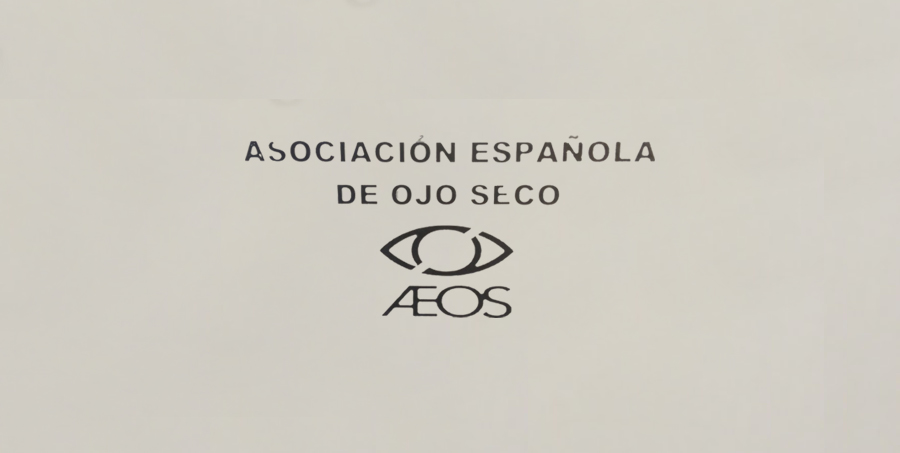 ASOCIACIÓN ESPAÑOLA
DE OJO SECO
ÆOS